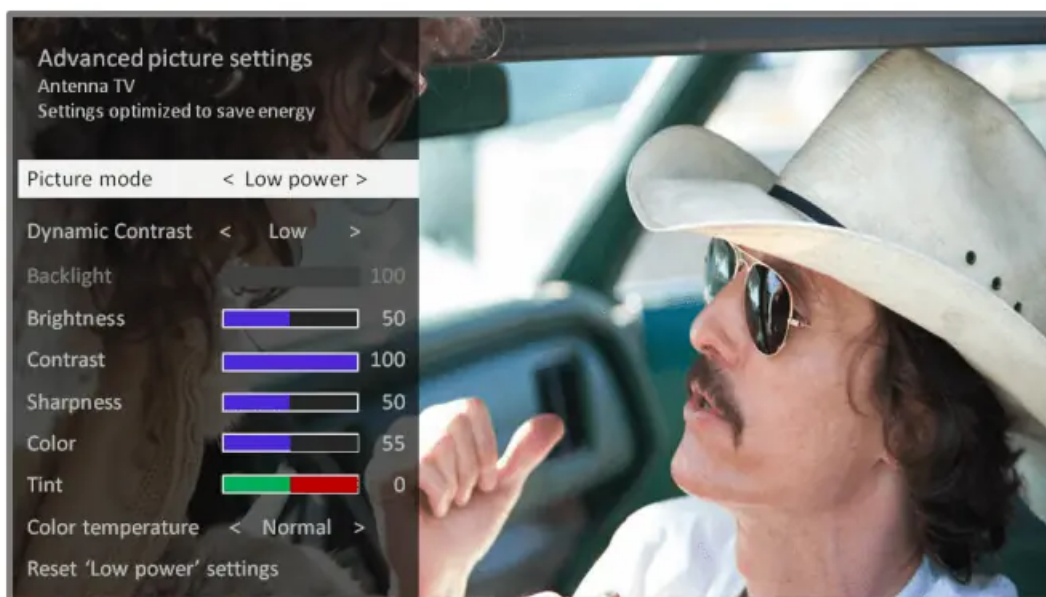 Advanced picture settings
Antenna TV
Settings optimized to save energy
Picture mode < Low power >
Dynamic Contrast < Low >
Backlight 100
Brightness 50
Contrast 100
Sharpness 50
Color 55
Tint 0
Color temperature < Normal >
Reset ‘Low power’ settings